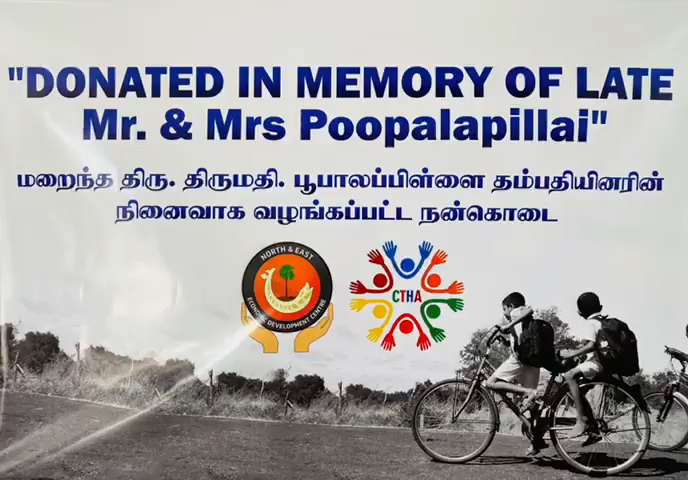 "DONATED IN MEMORY OF LATE
Mr. & Mrs Poopalapillai"
மறைந்த திரு. திருமதி. பூபாலப்பிள்ளை தம்பதியினரின்
நினைவாக வழங்கப்பட்ட நன்கொடை
NORTH & EAST
ECONOMIC DEVELOPMENT CENTRE
CTHA